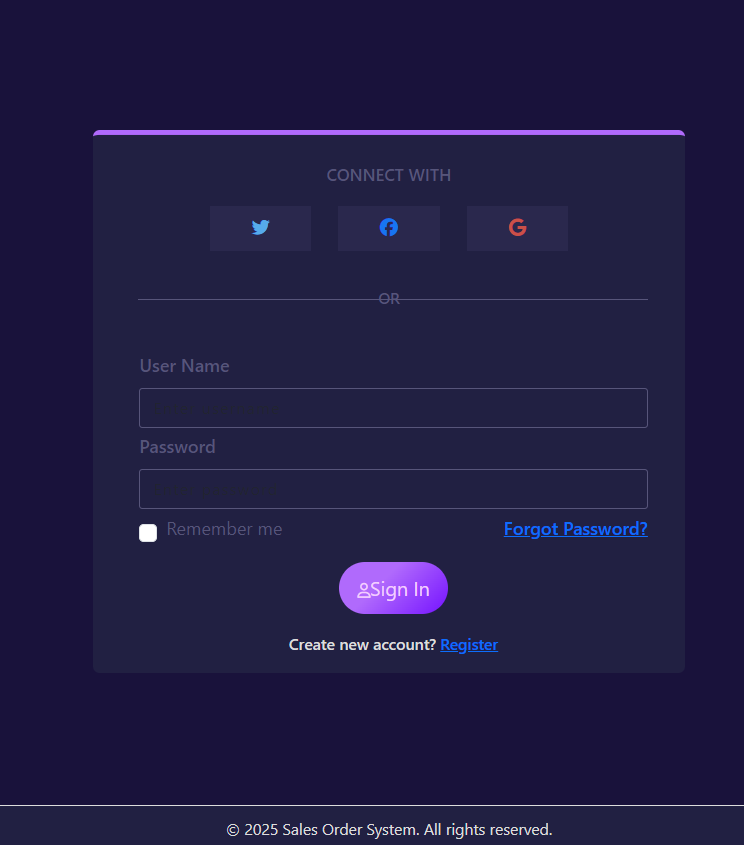 CONNECT WITH
OR
User Name
Password
Remember me Forgot Password?
Sign In
Create new account? Register
© 2025 Sales Order System. All rights reserved.